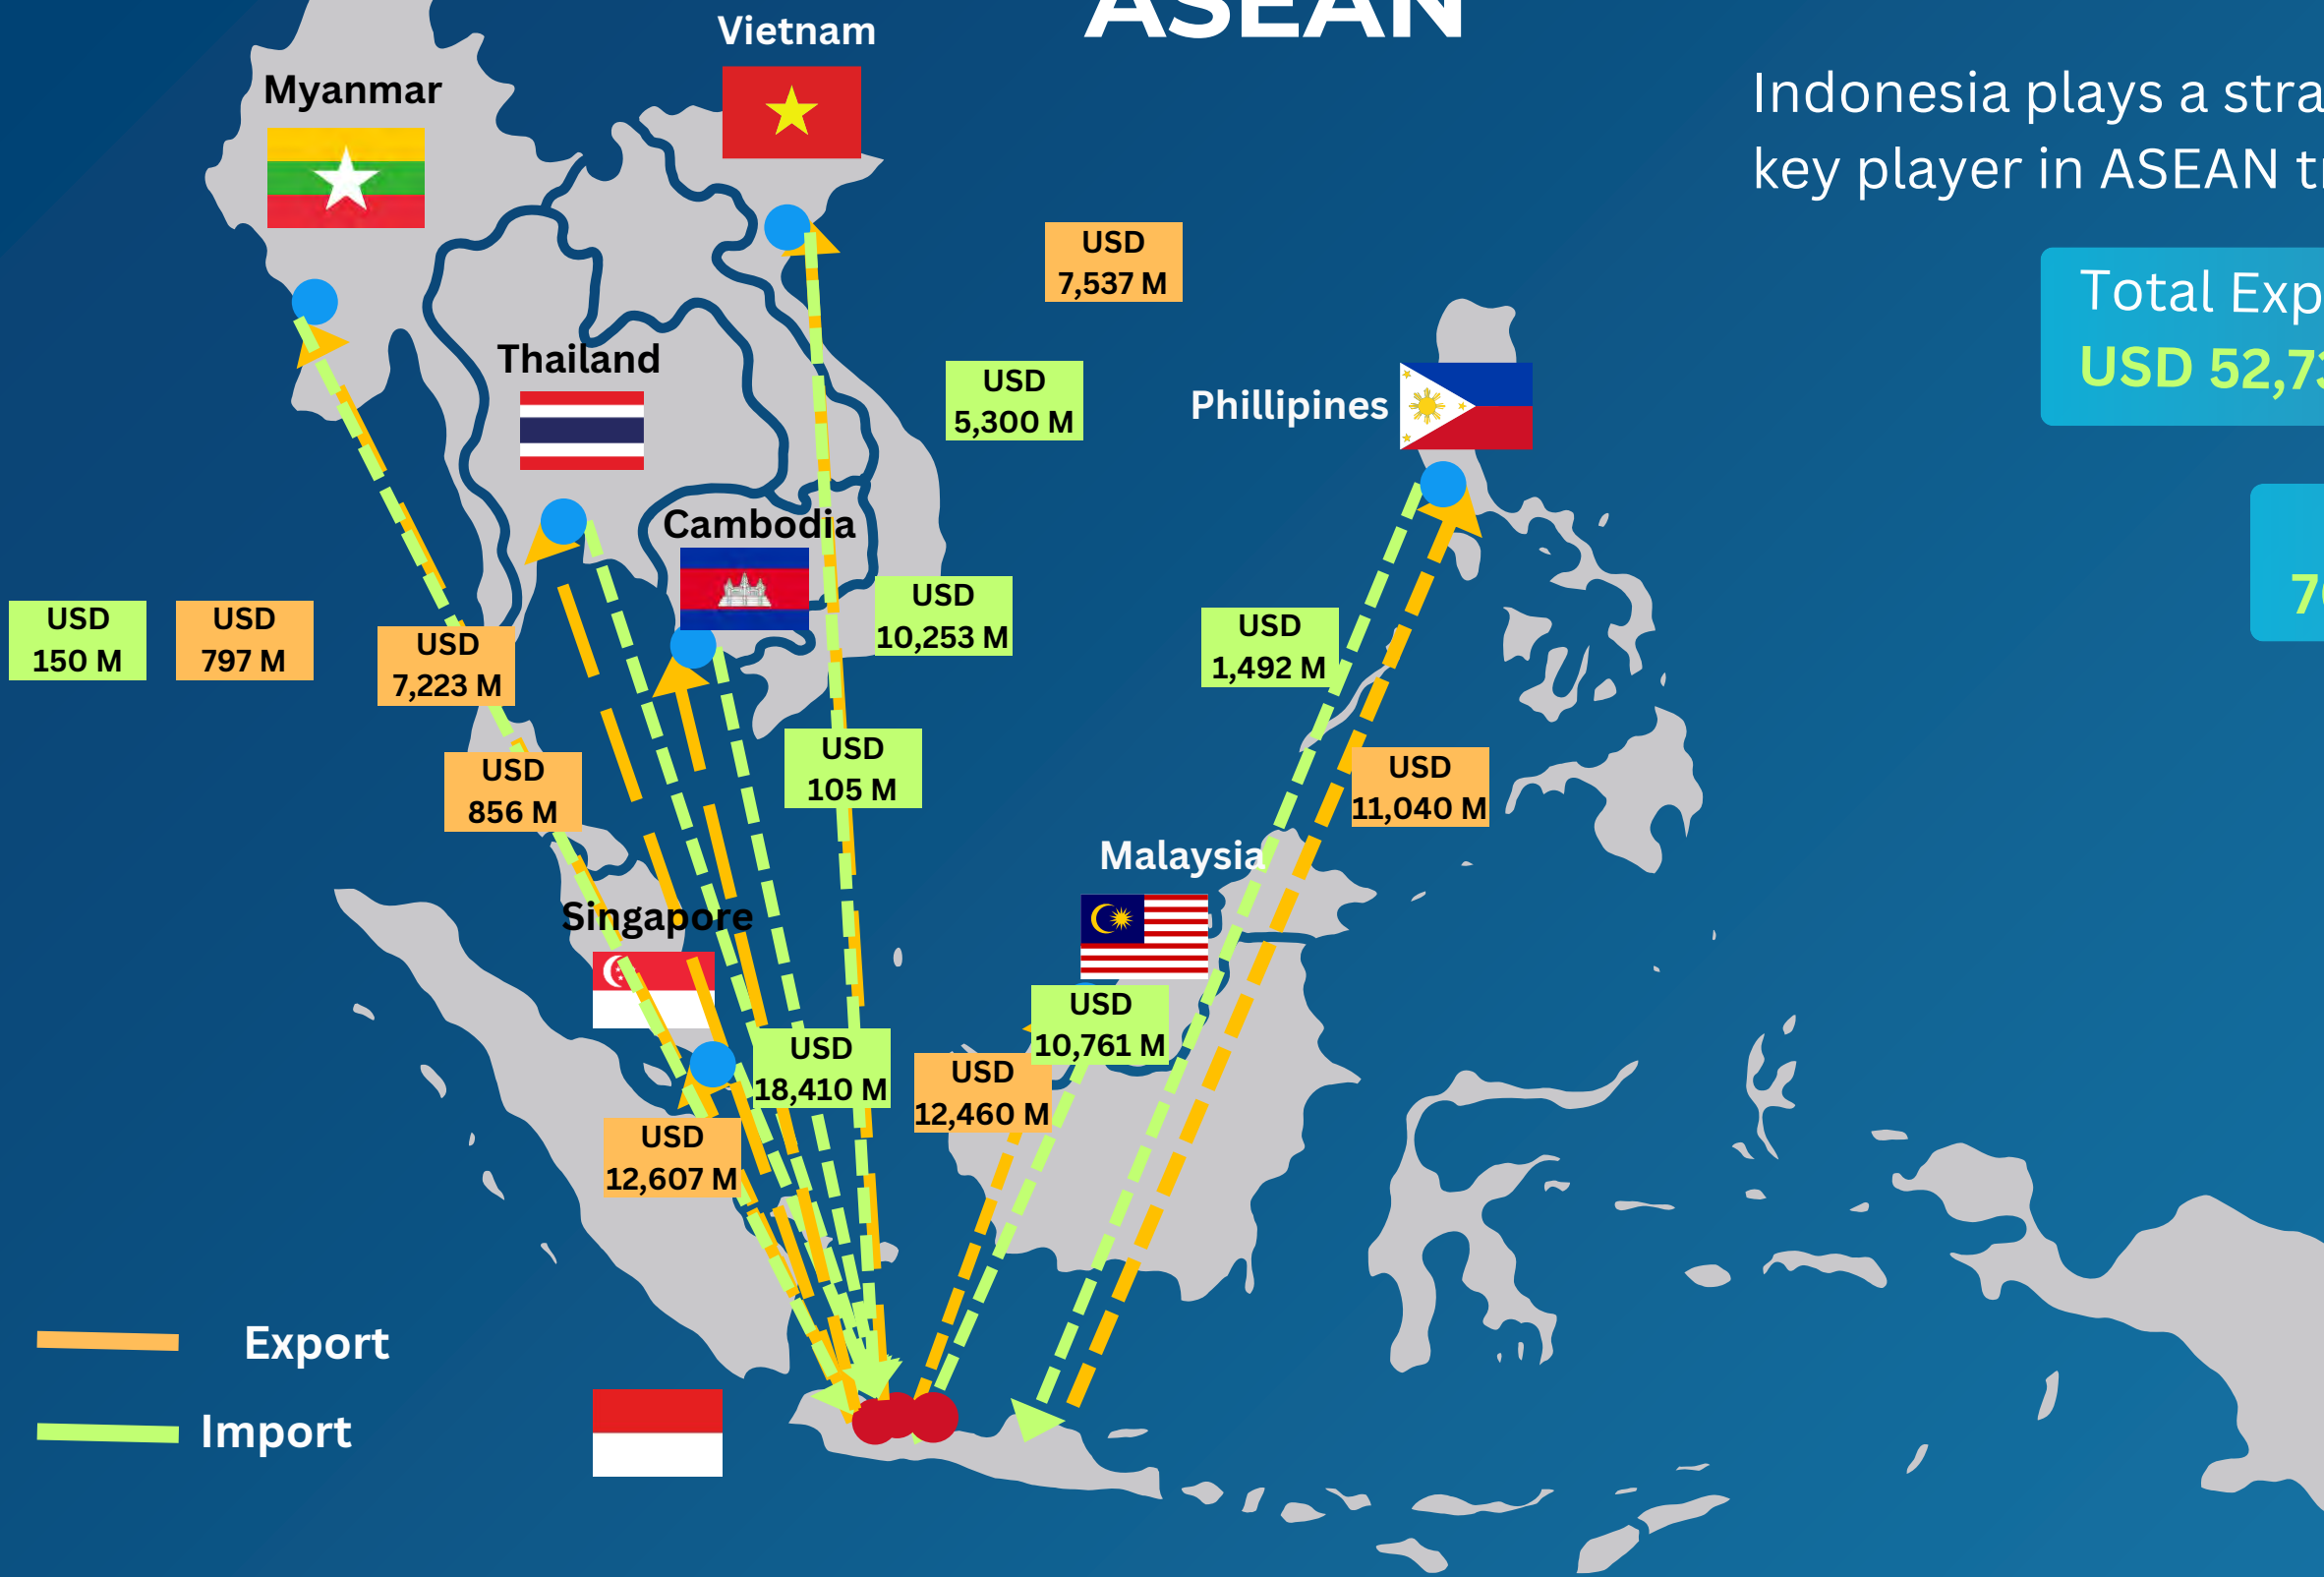 ASEAN
Vietnam
Myanmar
Indonesia plays a stra
key player in ASEAN tr
USD
7,537 M
Total Exp
USD 52,73
Thailand
USD
5,300 M
Phillipines
Cambodia
USD
10,253 M
USD
150 M
USD
797 M
USD
7,223 M
USD
1,492 M
USD
856 M
USD
105 M
USD
11,040 M
Malaysia
Singapore
USD
18,410 M
USD
12,460 M
USD
10,761 M
USD
12,607 M
Export
Import